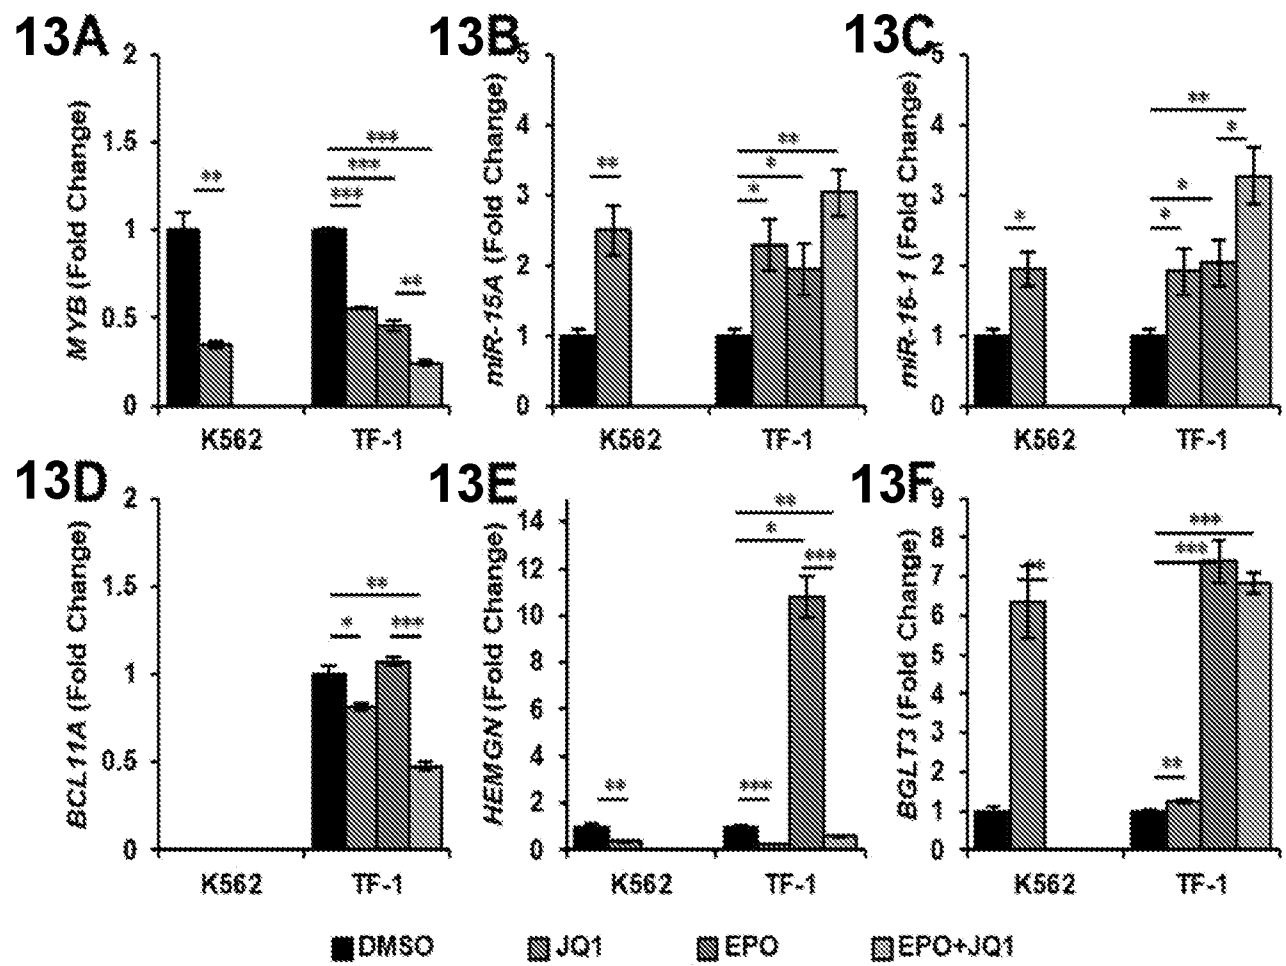 13A
MYB (Fold Change)
2
1.5
1
0.5
0
**
***
***
***
**
K562
TF-1
13B
miR-15A (Fold Change)
5
4
3
2
1
0
**
**
*
*
K562
TF-1
13C
miR-16-1 (Fold Change)
5
4
3
2
1
0
*
**
*
*
*
K562
TF-1
13D
BCL11A (Fold Change)
2
1.5
1
0.5
0
**
*
***
K562
TF-1
13E
HEMGN (Fold Change)
14
12
10
8
6
4
2
0
**
**
*
***
***
K562
TF-1
13F
BGLT3 (Fold Change)
9
8
7
6
5
4
3
2
1
0
**
***
***
**
K562
TF-1
DMSO JQ1 EPO EPO+JQ1